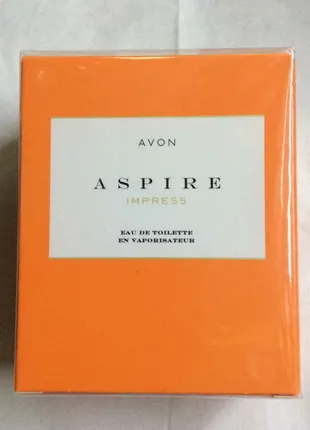 AVON
ASPIRE
IMPRESS
EAU DE TOILETTE
EN VAPORISATEUR